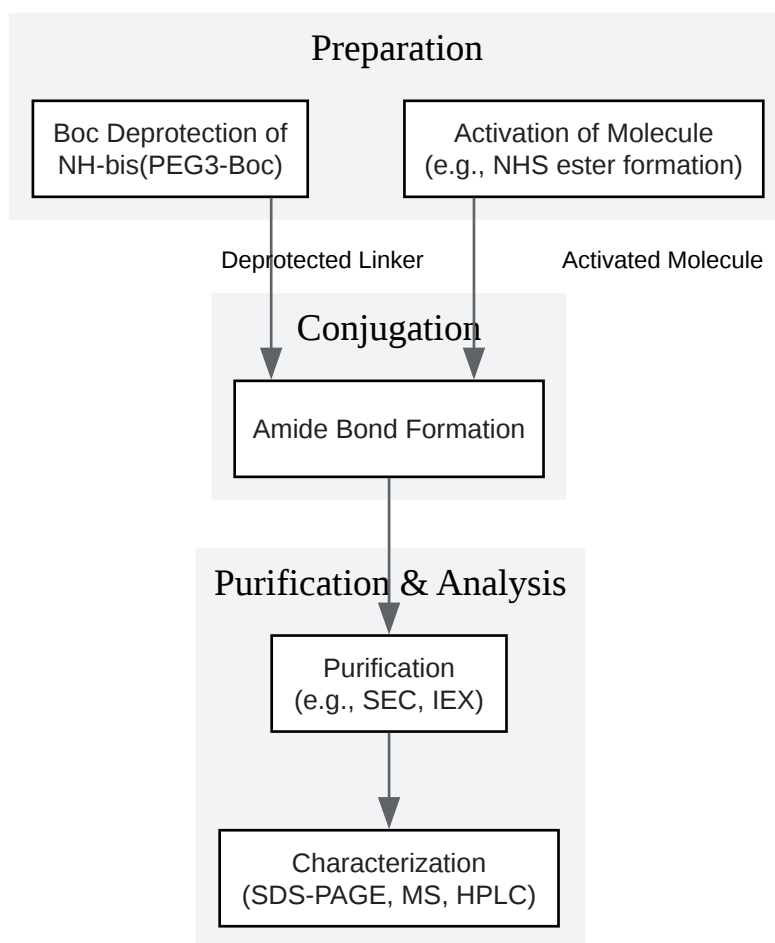 Preparation
Boc Deprotection of
NH-bis(PEG3-Boc)
Activation of Molecule
(e.g., NHS ester formation)
Deprotected Linker
Activated Molecule
Conjugation
Amide Bond Formation
Purification & Analysis
Purification
(e.g., SEC, IEX)
Characterization
(SDS-PAGE, MS, HPLC)